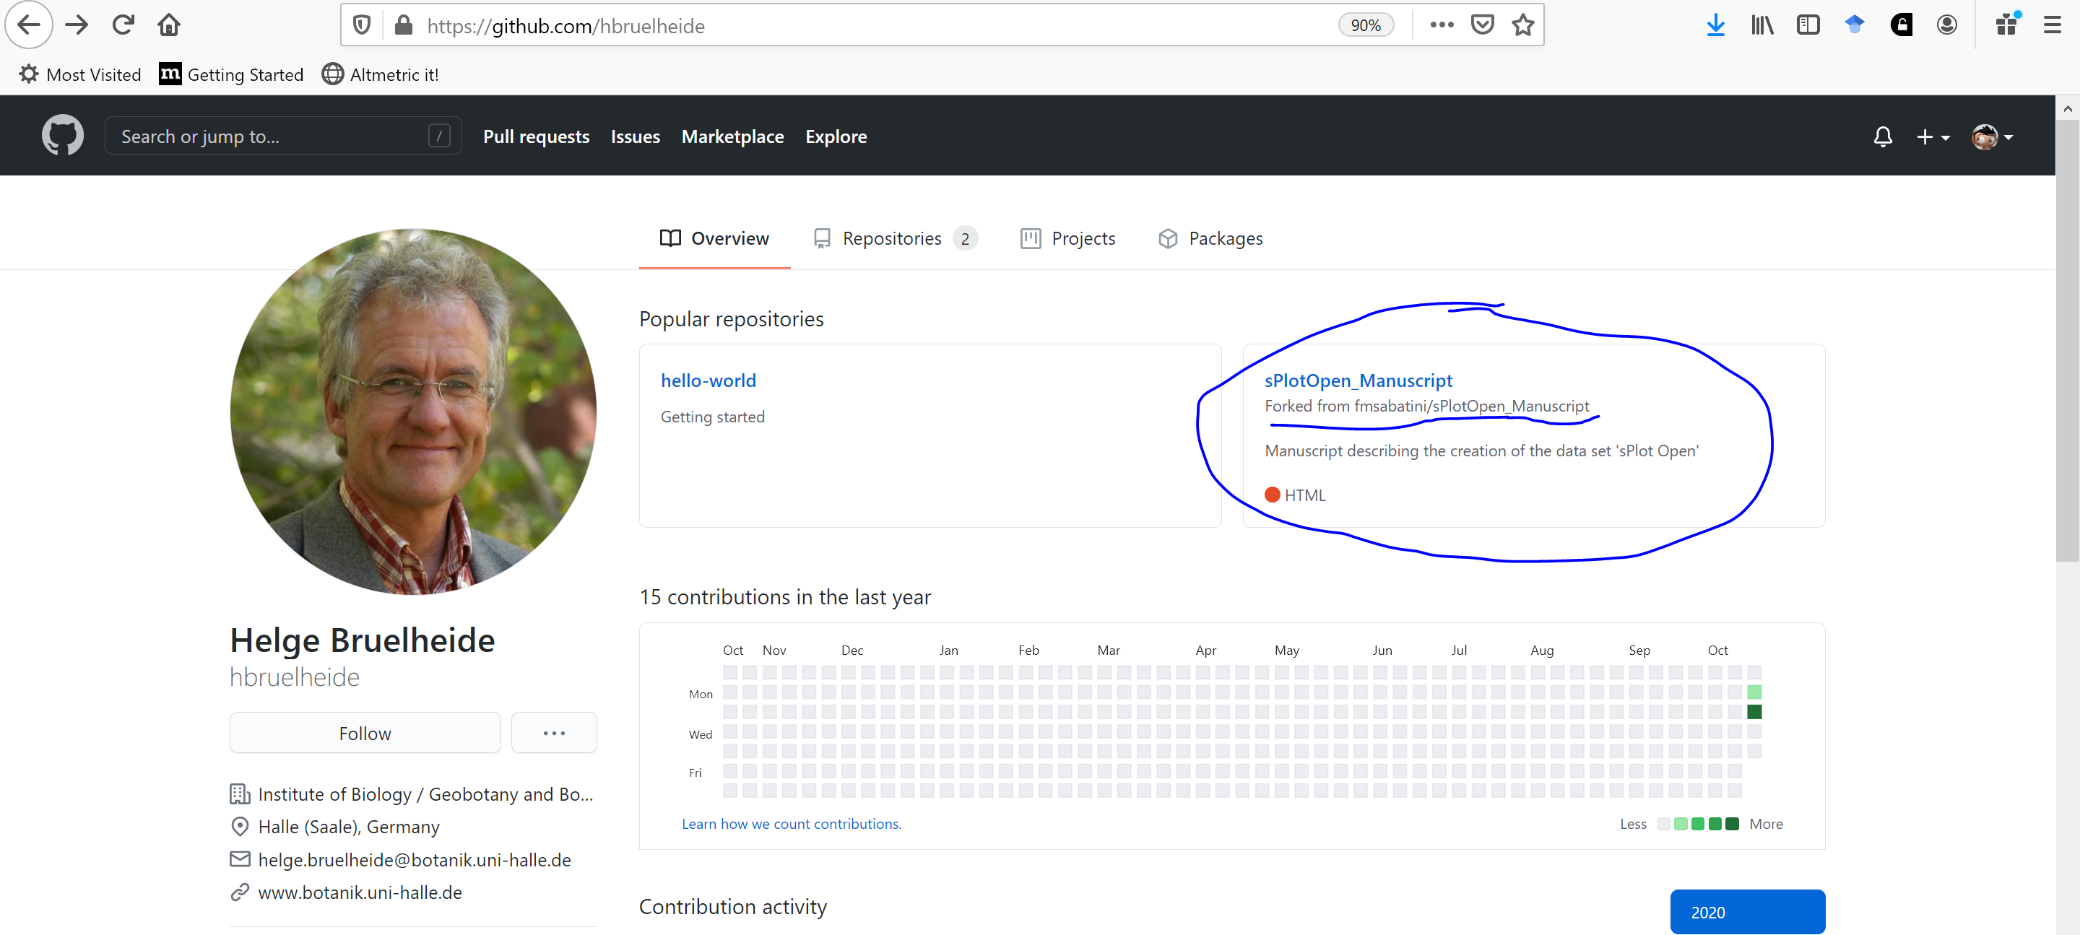 https://github.com/hbruelheide
90%
Most Visited
m Getting Started
Altmetric it!
Search or jump to... /
Pull requests
Issues
Marketplace
Explore
Overview
Repositories 2
Projects
Packages
Popular repositories
hello-world
Getting started
sPlotOpen_Manuscript
Forked from fmsabatini/sPlotOpen_Manuscript
Manuscript describing the creation of the data set 'sPlot Open'
HTML
Helge Bruelheide
hbruelheide
Follow
...
Institute of Biology / Geobotany and Bo...
Halle (Saale), Germany
helge.bruelheide@botanik.uni-halle.de
www.botanik.uni-halle.de
15 contributions in the last year
Oct Nov Dec Jan Feb Mar Apr May Jun Jul Aug Sep Oct
Mon
Wed
Fri
Learn how we count contributions.
Less More
Contribution activity
2020